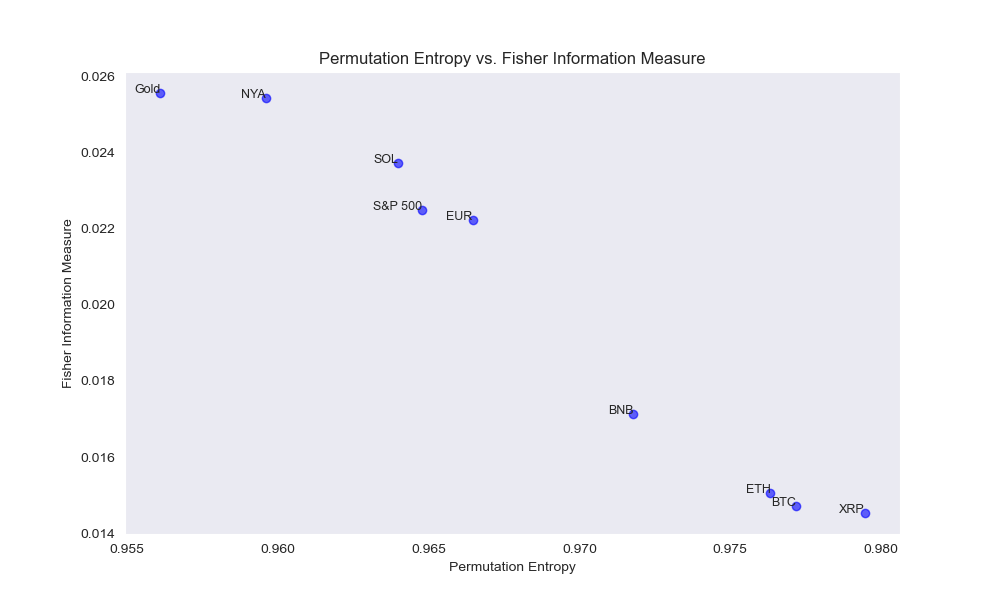 Permutation Entropy vs. Fisher Information Measure
0.026
0.024
0.022
0.020
0.018
0.016
0.014
Fisher Information Measure
Gold
NYA
SOL
S&P 500
EUR
BNB
ETH
BTC
XRP
0.955
0.960
0.965
0.970
0.975
0.980
Permutation Entropy